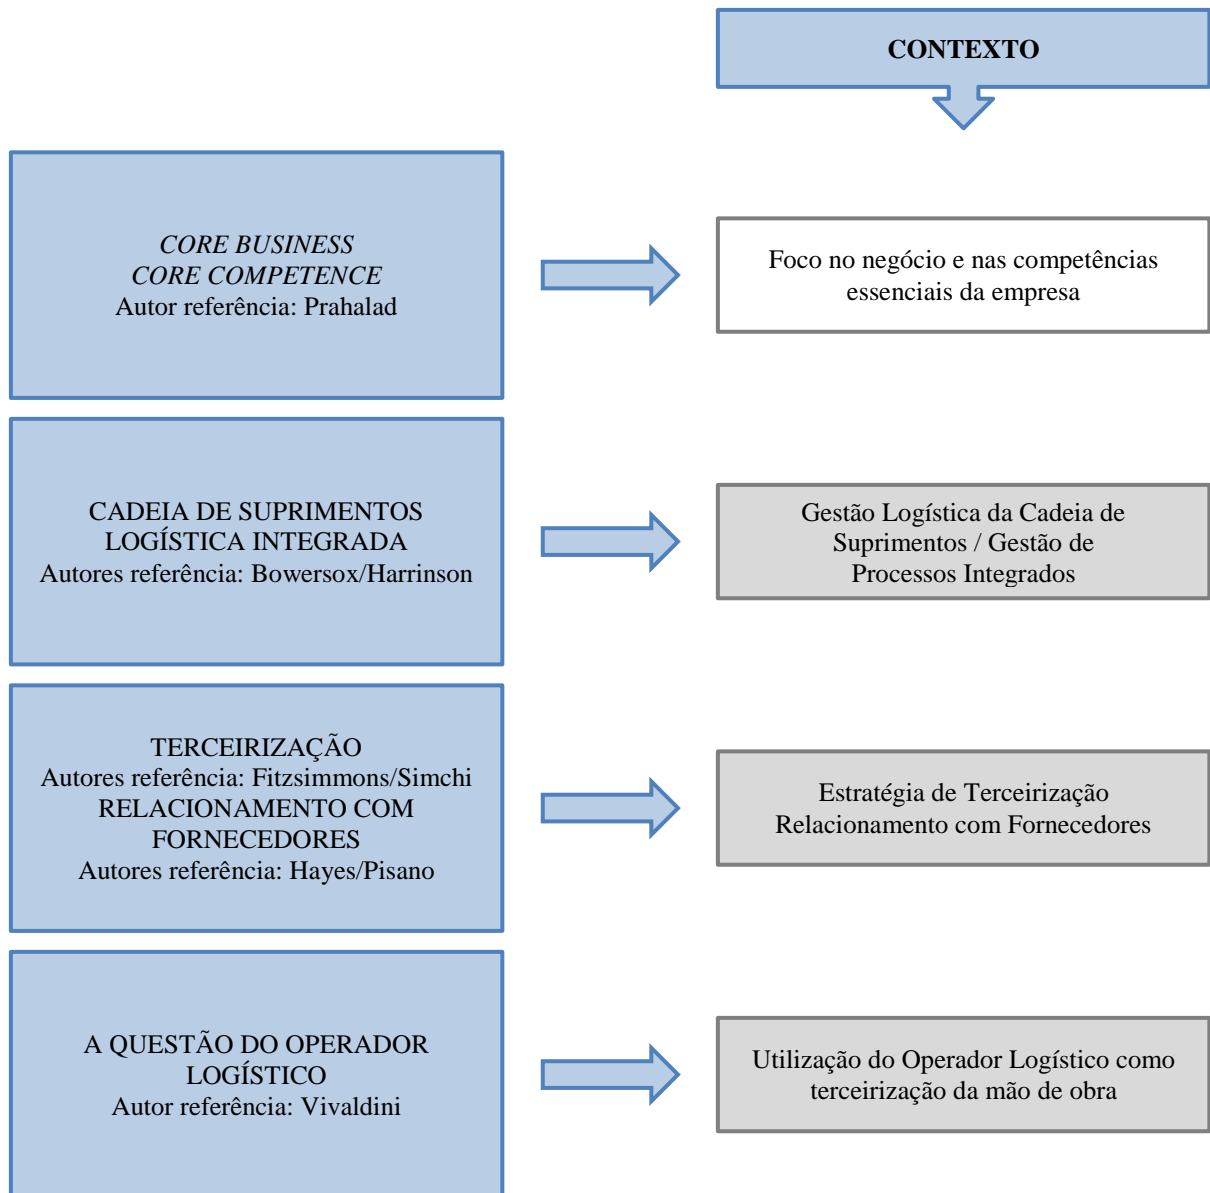 CONTEXTO
CORE BUSINESS
CORE COMPETENCE
Autor referência: Prahalad
Foco no negócio e nas competências
essenciais da empresa
CADEIA DE SUPRIMENTOS
LOGÍSTICA INTEGRADA
Autores referência: Bowersox/Harrinson
Gestão Logística da Cadeia de
Suprimentos / Gestão de
Processos Integrados
TERCEIRIZAÇÃO
Autores referência: Fitzsimmons/Simchi
RELACIONAMENTO COM
FORNECEDORES
Autores referência: Hayes/Pisano
Estratégia de Terceirização
Relacionamento com Fornecedores
A QUESTÃO DO OPERADOR
LOGÍSTICO
Autor referência: Vivaldini
Utilização do Operador Logístico como
terceirização da mão de obra